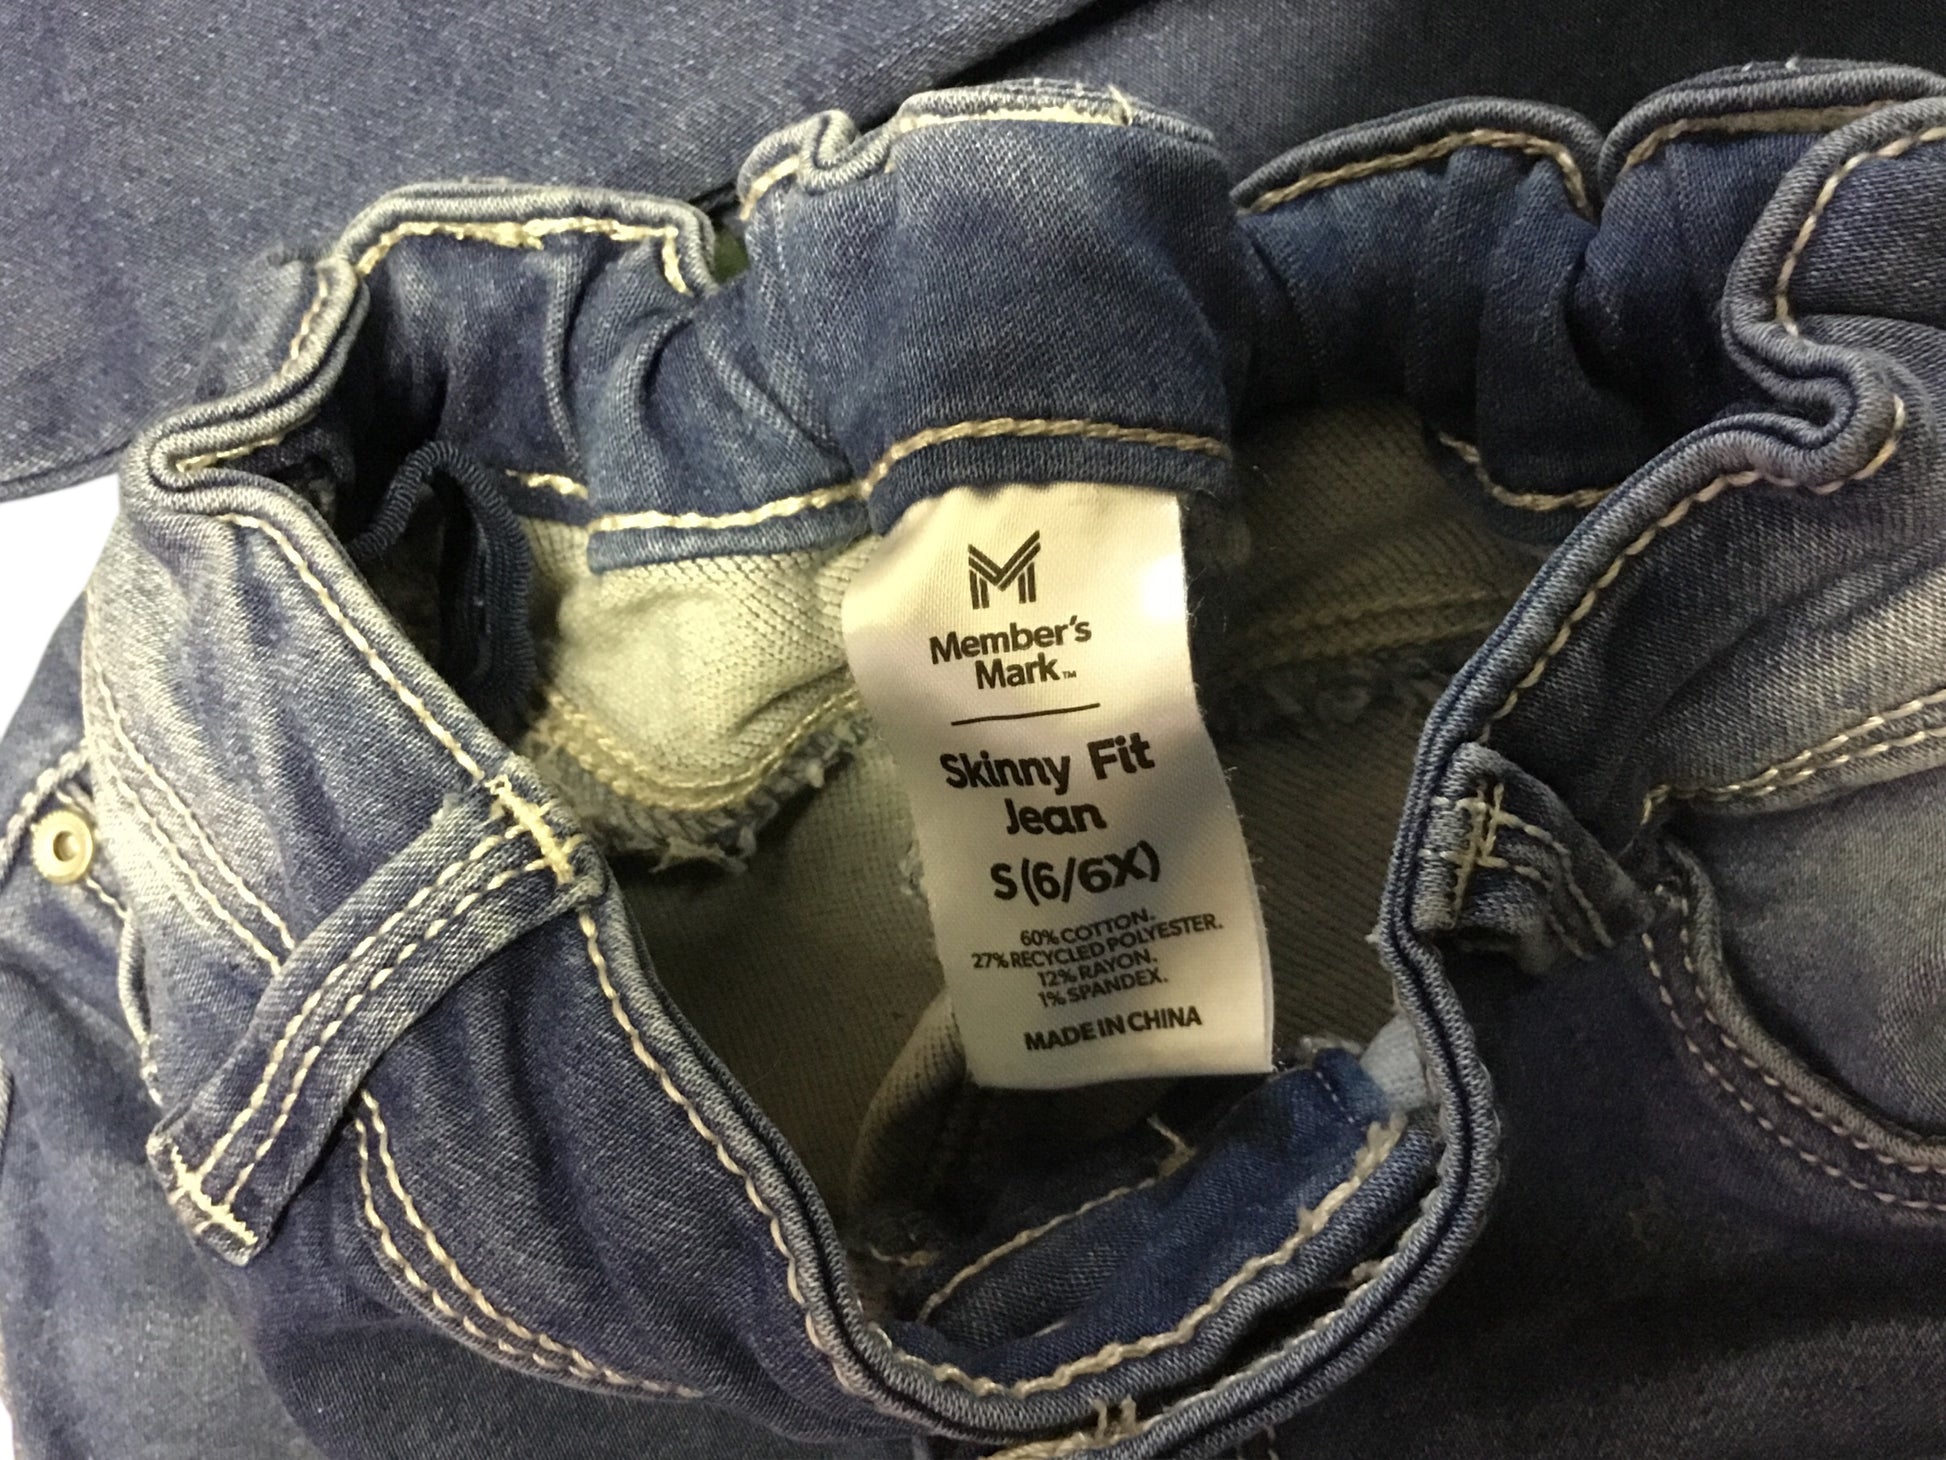 Member's
Mark™
Skinny Fit
Jean
S(6/6X)
60% COTTON.
27% RECYCLED POLYESTER.
12% RAYON.
1% SPANDEX.
MADE IN CHINA